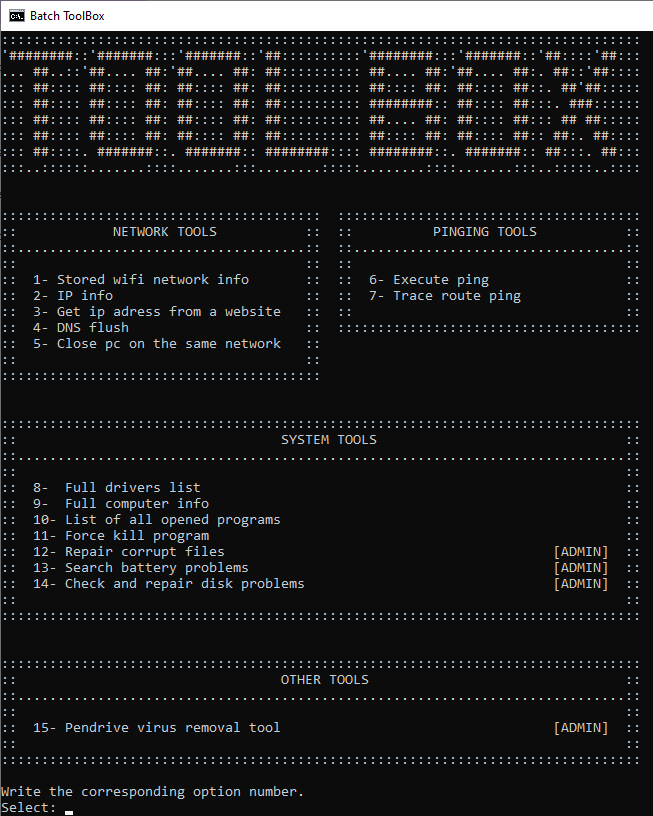 Batch ToolBox
TOOL BOX
NETWORK TOOLS
1- Stored wifi network info
2- IP info
3- Get ip adress from a website
4- DNS flush
5- Close pc on the same network
PINGING TOOLS
6- Execute ping
7- Trace route ping
SYSTEM TOOLS
8- Full drivers list
9- Full computer info
10- List of all opened programs
11- Force kill program
12- Repair corrupt files [ADMIN]
13- Search battery problems [ADMIN]
14- Check and repair disk problems [ADMIN]
OTHER TOOLS
15- Pendrive virus removal tool [ADMIN]
Write the corresponding option number.
Select: